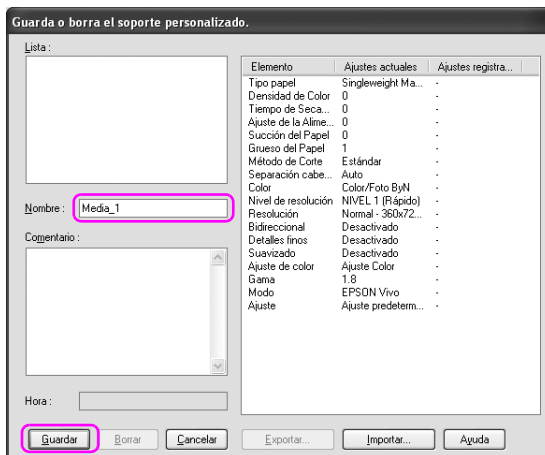 Guarda o borra el soporte personalizado.
Lista :
Nombre : Media_1
Comentario :
Hora :
Elemento Ajustes actuales Ajustes registra...
Tipo papel Singleweight Ma... -
Densidad de Color 0 -
Tiempo de Seca... 0 -
Ajuste de la Alime... 0 -
Succión del Papel 0 -
Grueso del Papel 1 -
Método de Corte Estándar -
Separación cabe... Auto -
Color Color/Foto ByN -
Nivel de resolución NIVEL 1 (Rápido) -
Resolución Normal - 360x72... -
Bidireccional Desactivado -
Detalles finos Desactivado -
Suavizado Desactivado -
Ajuste de color Ajuste Color -
Gama 1.8 -
Modo EPSON Vivo -
Ajuste Ajuste predeterm... -
Guardar Borrar Cancelar Exportar... Importar... Ayuda